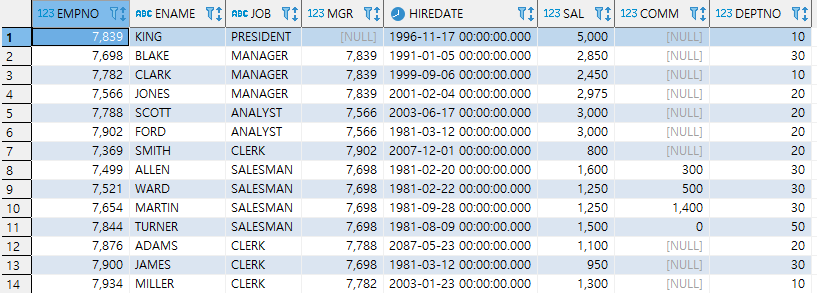 123 EMPNO ABC ENAME ABC JOB 123 MGR HIREDATE 123 SAL 123 COMM 123 DEPTNO
1 7,839 KING PRESIDENT [NULL] 1996-11-17 00:00:00.000 5,000 [NULL] 10
2 7,698 BLAKE MANAGER 7,839 1991-01-05 00:00:00.000 2,850 [NULL] 30
3 7,782 CLARK MANAGER 7,839 1999-09-06 00:00:00.000 2,450 [NULL] 10
4 7,566 JONES MANAGER 7,839 2001-02-04 00:00:00.000 2,975 [NULL] 20
5 7,788 SCOTT ANALYST 7,566 2003-06-17 00:00:00.000 3,000 [NULL] 20
6 7,902 FORD ANALYST 7,566 1981-03-12 00:00:00.000 3,000 [NULL] 20
7 7,369 SMITH CLERK 7,902 2007-12-01 00:00:00.000 800 [NULL] 20
8 7,499 ALLEN SALESMAN 7,698 1981-02-20 00:00:00.000 1,600 300 30
9 7,521 WARD SALESMAN 7,698 1981-02-22 00:00:00.000 1,250 500 30
10 7,654 MARTIN SALESMAN 7,698 1981-09-28 00:00:00.000 1,250 1,400 30
11 7,844 TURNER SALESMAN 7,698 1981-08-09 00:00:00.000 1,500 0 50
12 7,876 ADAMS CLERK 7,788 2087-05-23 00:00:00.000 1,100 [NULL] 20
13 7,900 JAMES CLERK 7,698 1981-03-12 00:00:00.000 950 [NULL] 30
14 7,934 MILLER CLERK 7,782 2003-01-23 00:00:00.000 1,300 [NULL] 10